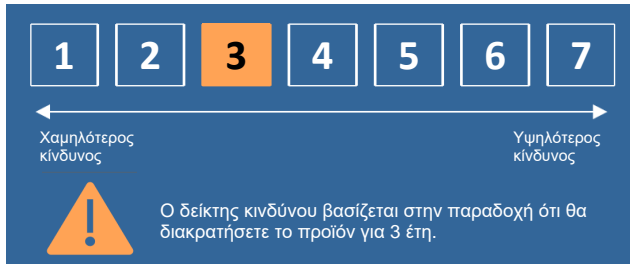 1 2 3 4 5 6 7
Χαμηλότερος
κίνδυνος
Υψηλότερος
κίνδυνος
Ο δείκτης κινδύνου βασίζεται στην παραδοχή ότι θα
διακρατήσετε το προϊόν για 3 έτη.